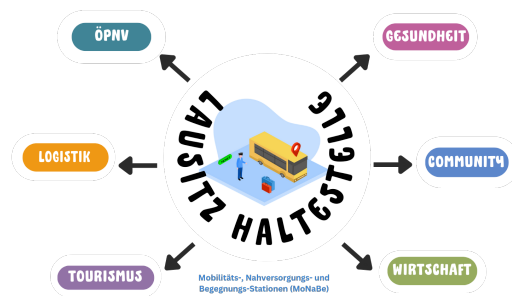 ÖPNV
GESUNDHEIT
LOGISTIK
LAUSITZ HALTESTELLE
COMMUNITY
TOURISMUS
WIRTSCHAFT
Mobilitäts-, Nahversorgungs- und
Begegnungs-Stationen (MoNaBe)